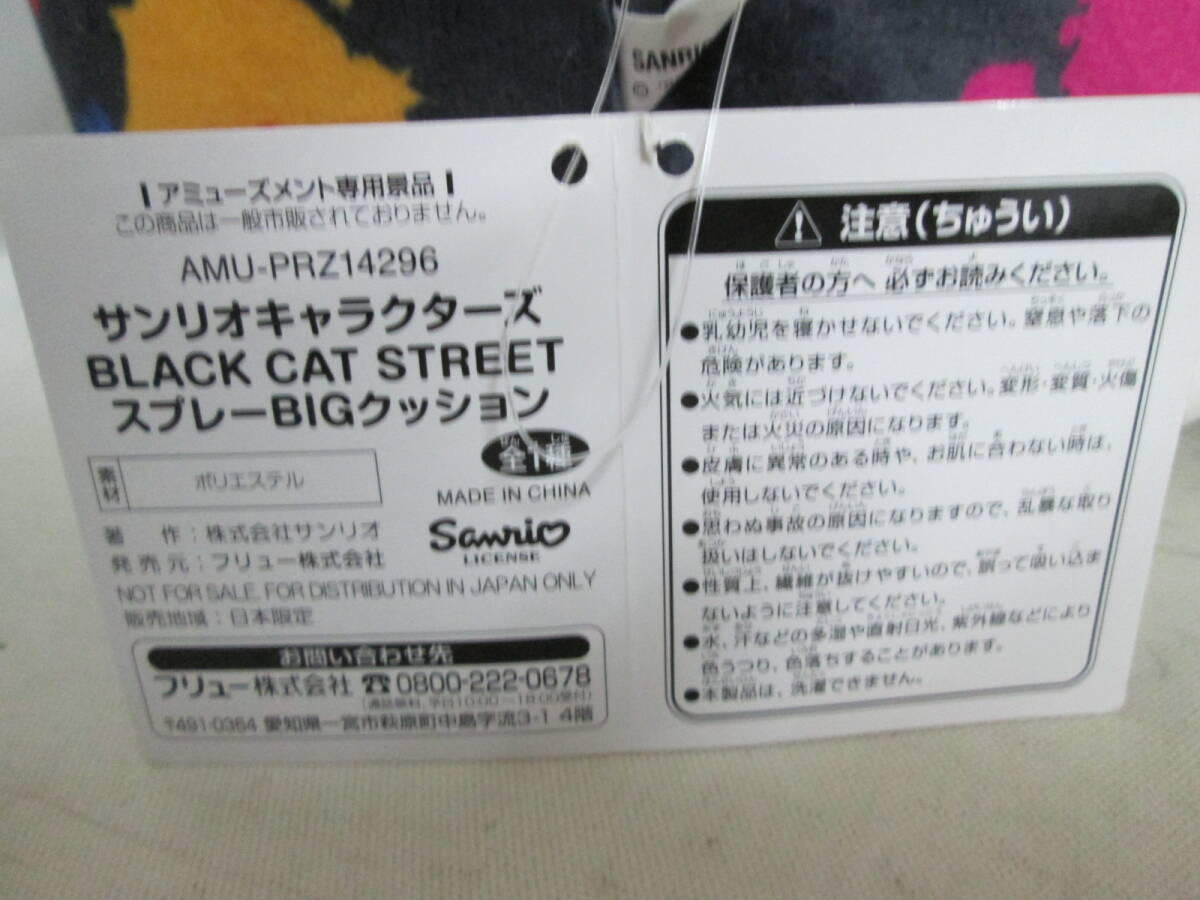 SANRI
©
アミューズメント専用景品
この商品は一般市販されておりません。
AMU-PRZ14296
サンリオキャラクターズ
BLACK CAT STREET
スプレーBIGクッション
全1種
素材 ポリエステル
MADE IN CHINA
著 作：株式会社サンリオ
発売元：フリュー株式会社
Sanrio
LICENSE
NOT FOR SALE. FOR DISTRIBUTION IN JAPAN ONLY
販売地域：日本限定
お問い合わせ先
フリュー株式会社 ☎0800-222-0678
(通話無料、平日10:00～18:00受付)
〒491-0364 愛知県一宮市萩原町中島字流3-1 4階
注意(ちゅうい)
保護者の方へ 必ずお読みください。
●乳幼児を寝かせないでください。窒息や落下の
危険があります。
●火気には近づけないでください。変形・変質・火傷
または火災の原因になります。
●皮膚に異常のある時や、お肌に合わない時は、
使用しないでください。
●思わぬ事故の原因になりますので、乱暴な取り
扱いはしないでください。
●性質上、繊維が抜けやすいので、誤って吸い込ま
ないように注意してください。
●水、汗などの多湿や直射日光、紫外線などにより
色うつり、色落ちすることがあります。
●本製品は、洗濯できません。